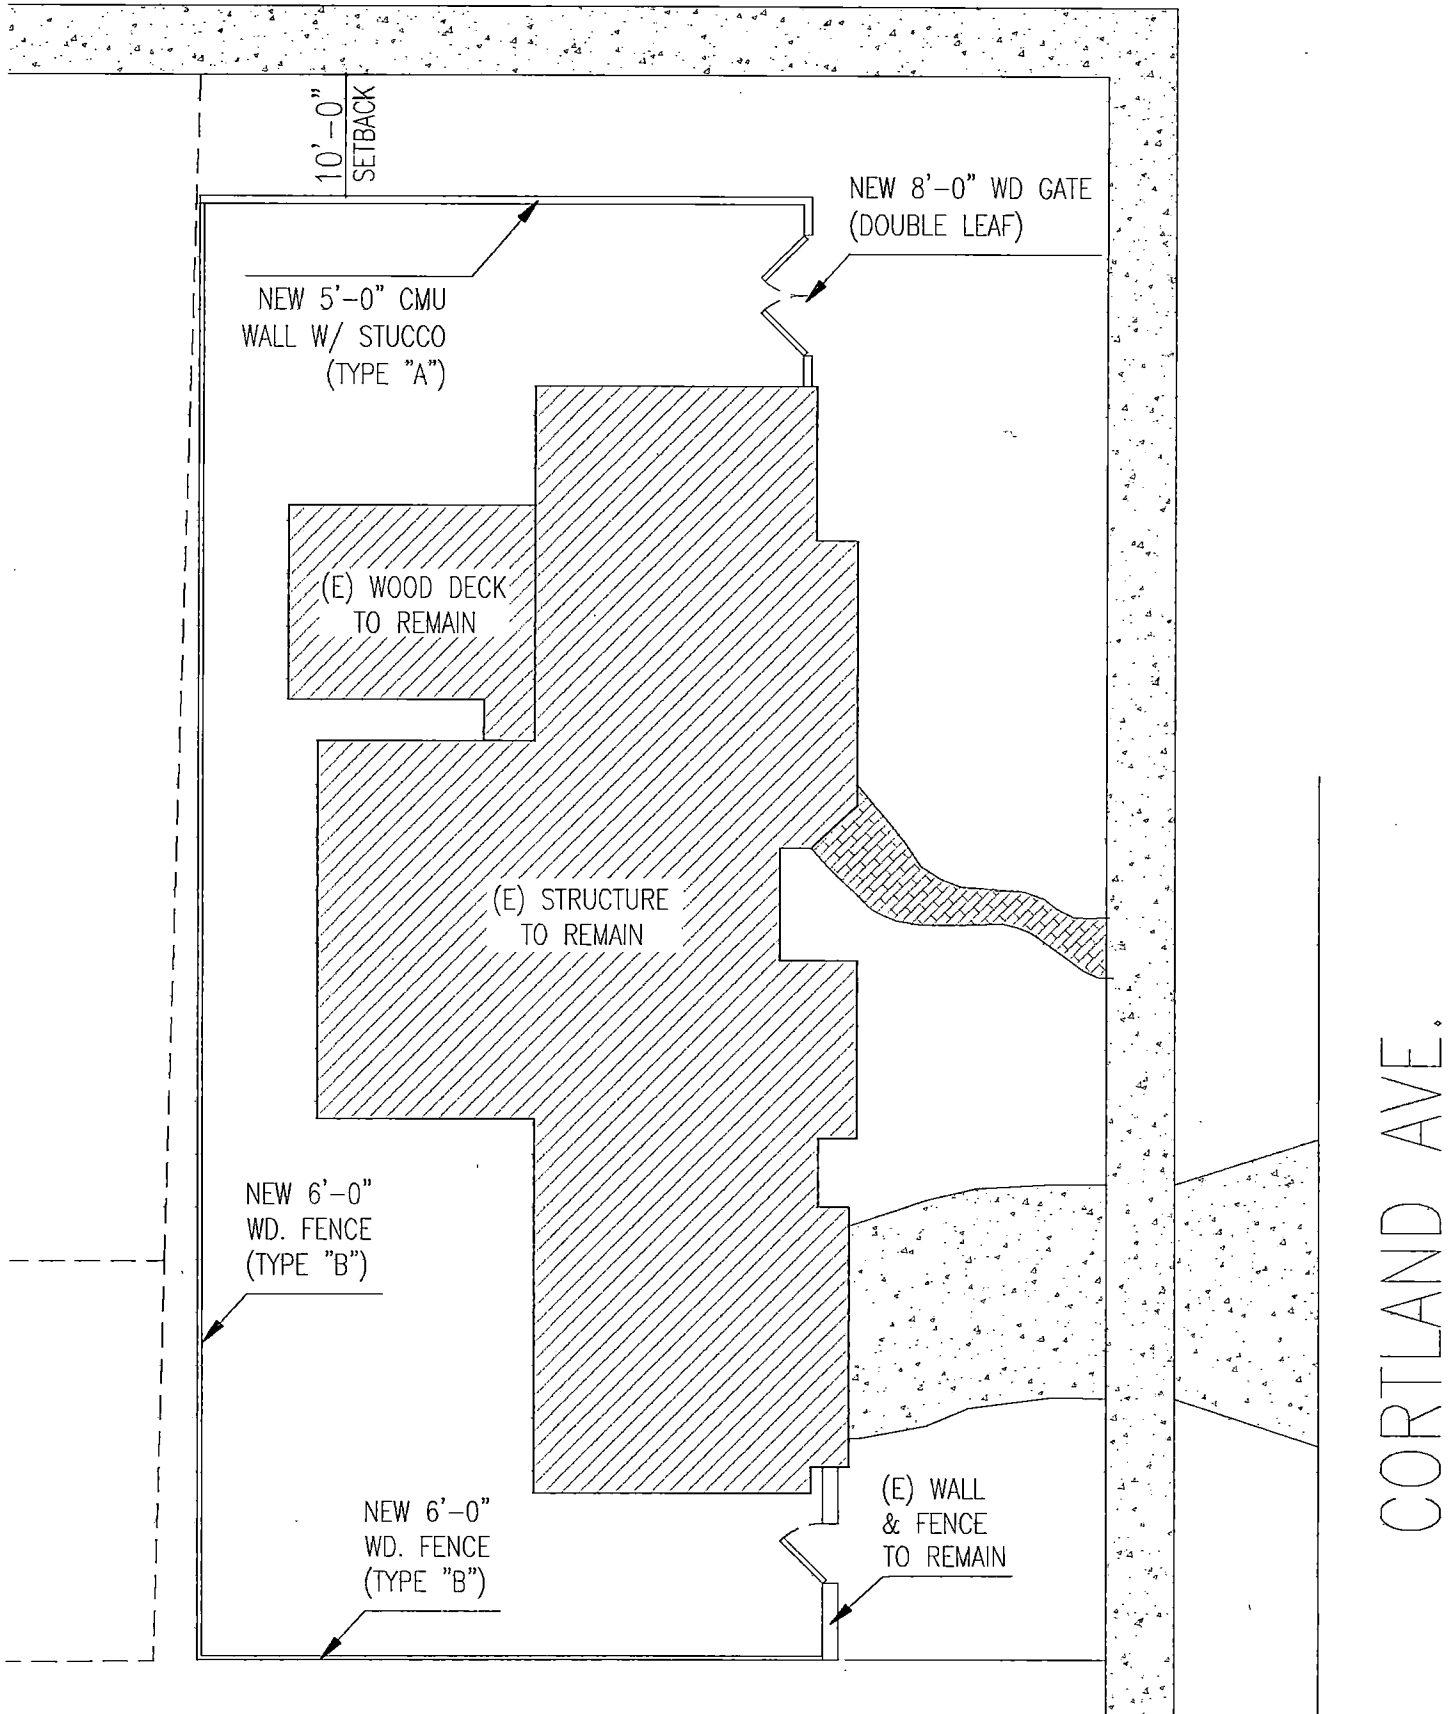 10'-0"
SETBACK
NEW 8'-0" WD GATE
(DOUBLE LEAF)
NEW 5'-0" CMU
WALL W/ STUCCO
(TYPE "A")
(E) WOOD DECK
TO REMAIN
(E) STRUCTURE
TO REMAIN
NEW 6'-0"
WD. FENCE
(TYPE "B")
NEW 6'-0"
WD. FENCE
(TYPE "B")
(E) WALL
& FENCE
TO REMAIN
CORTLAND AVE.